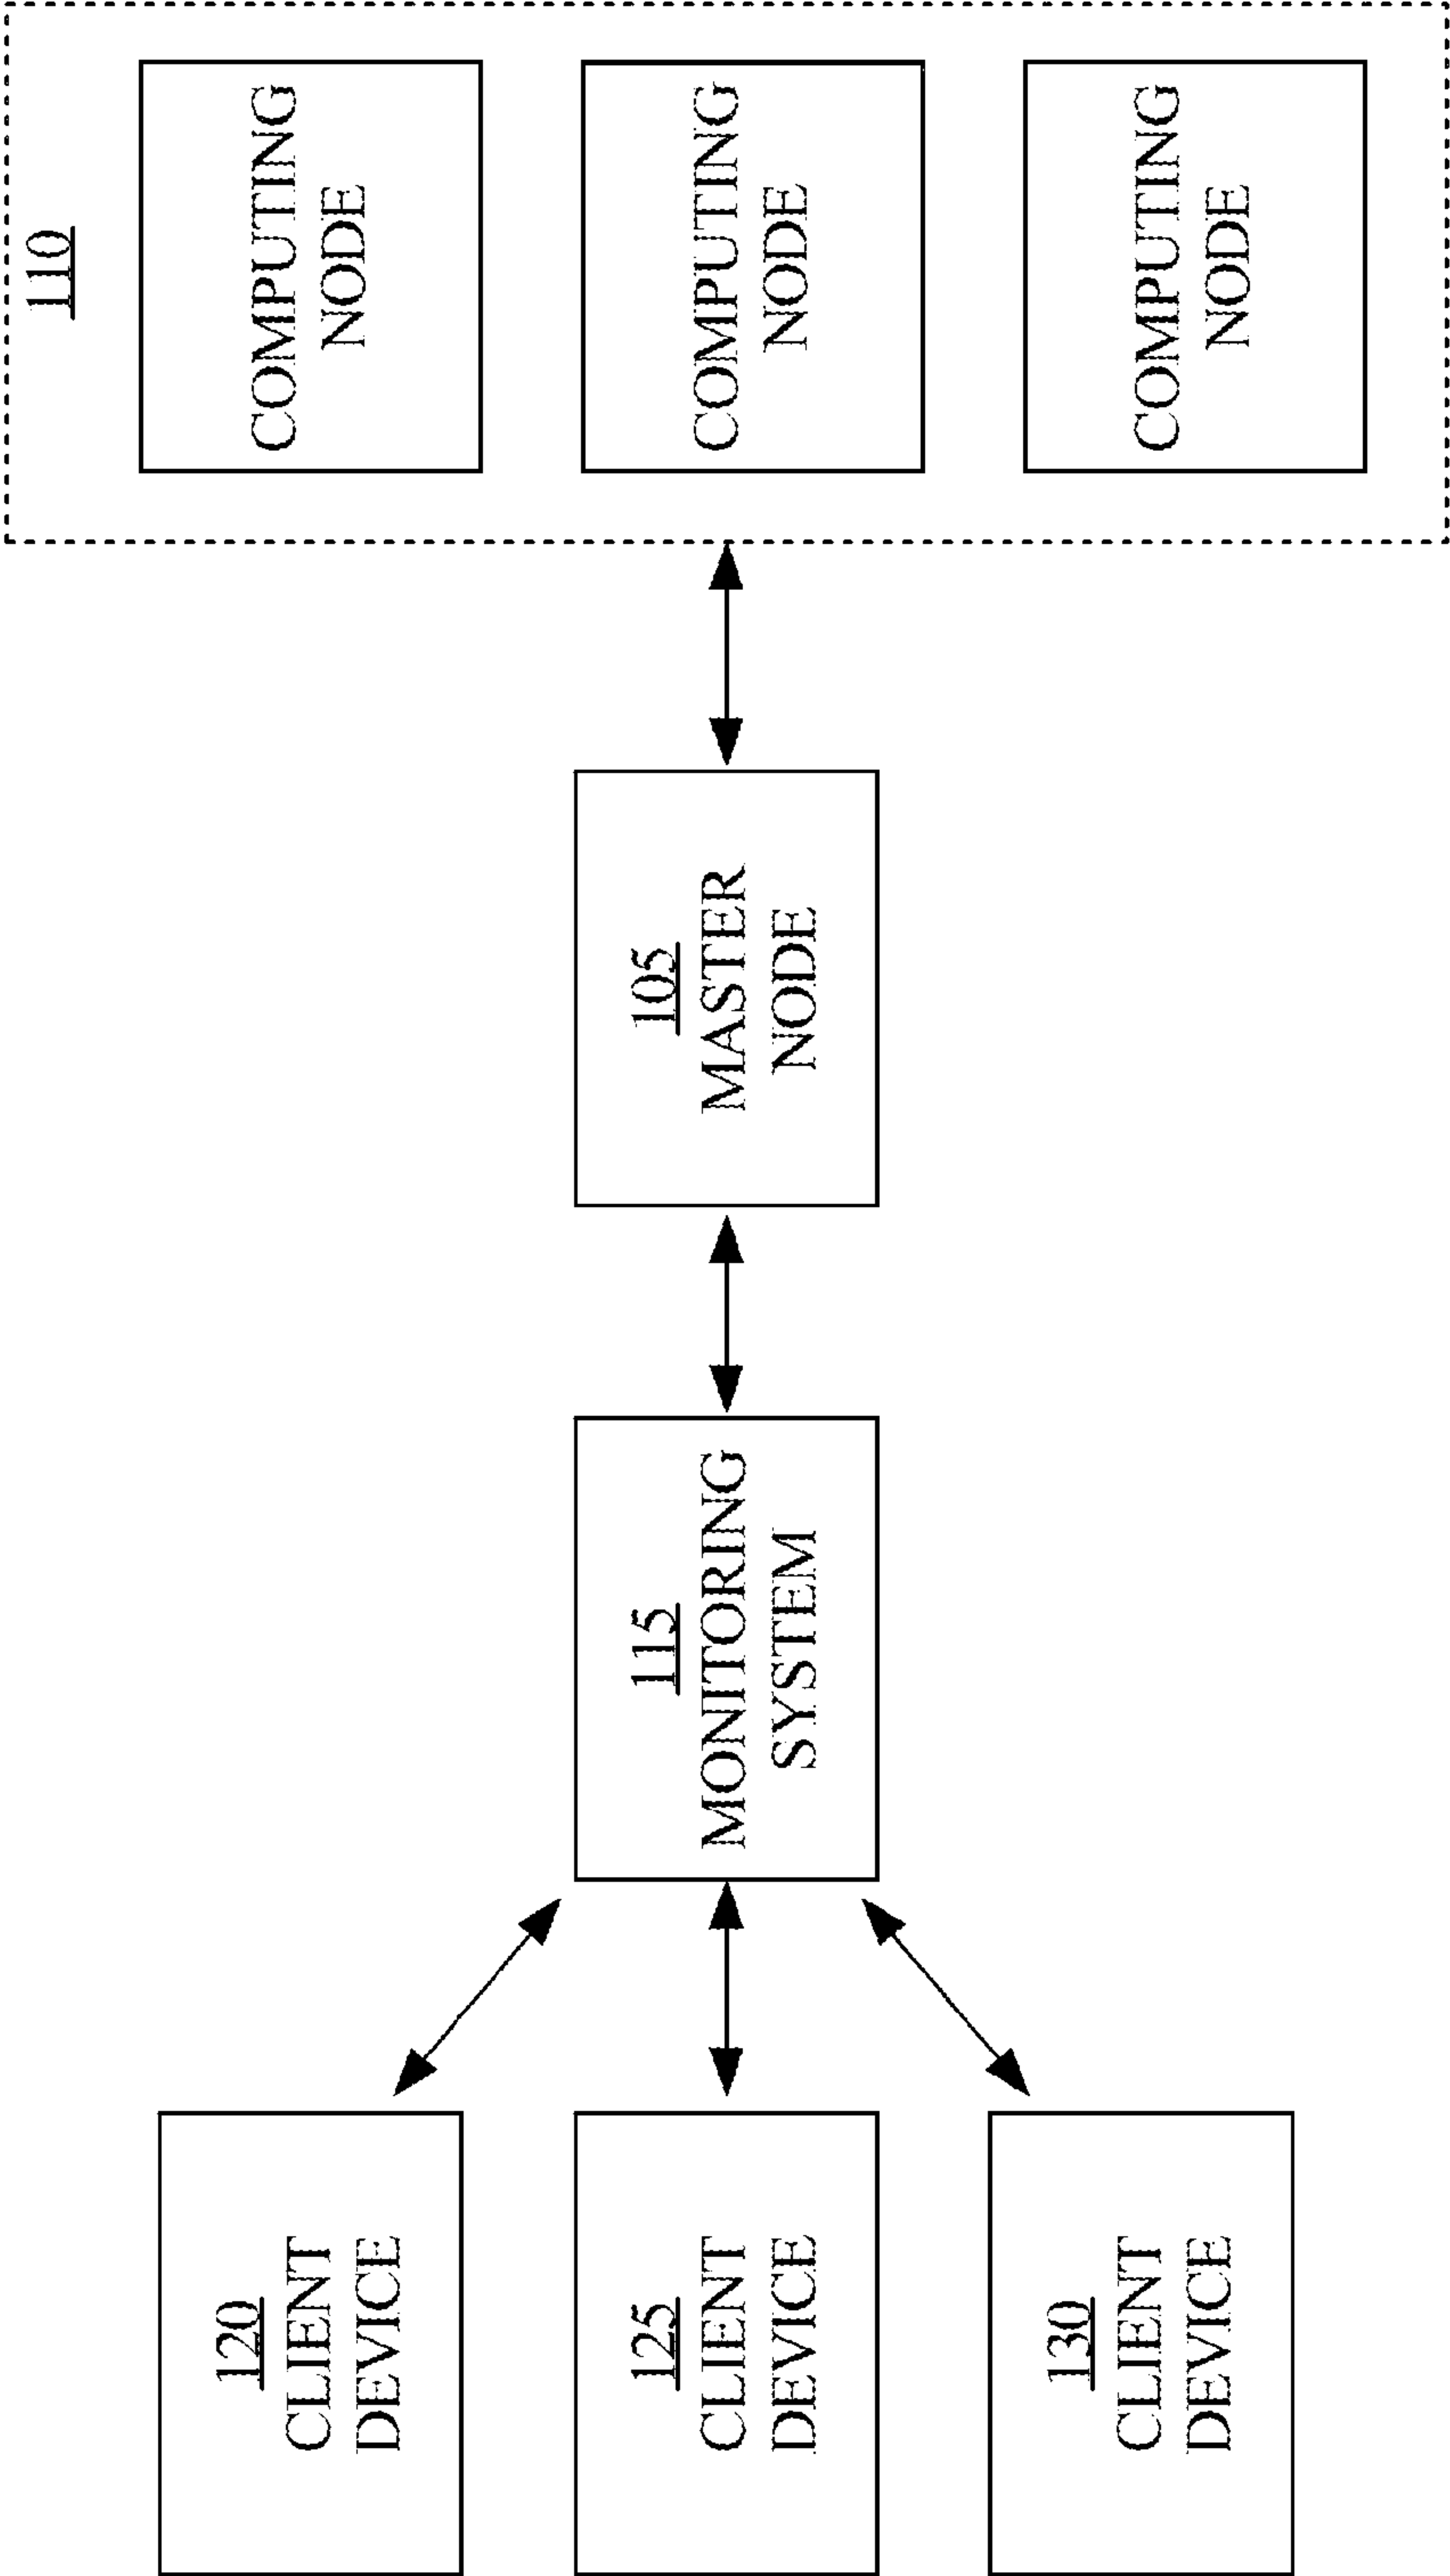 120
CLIENT
DEVICE
125
CLIENT
DEVICE
130
CLIENT
DEVICE
115
MONITORING
SYSTEM
105
MASTER
NODE
110
COMPUTING
NODE
COMPUTING
NODE
COMPUTING
NODE